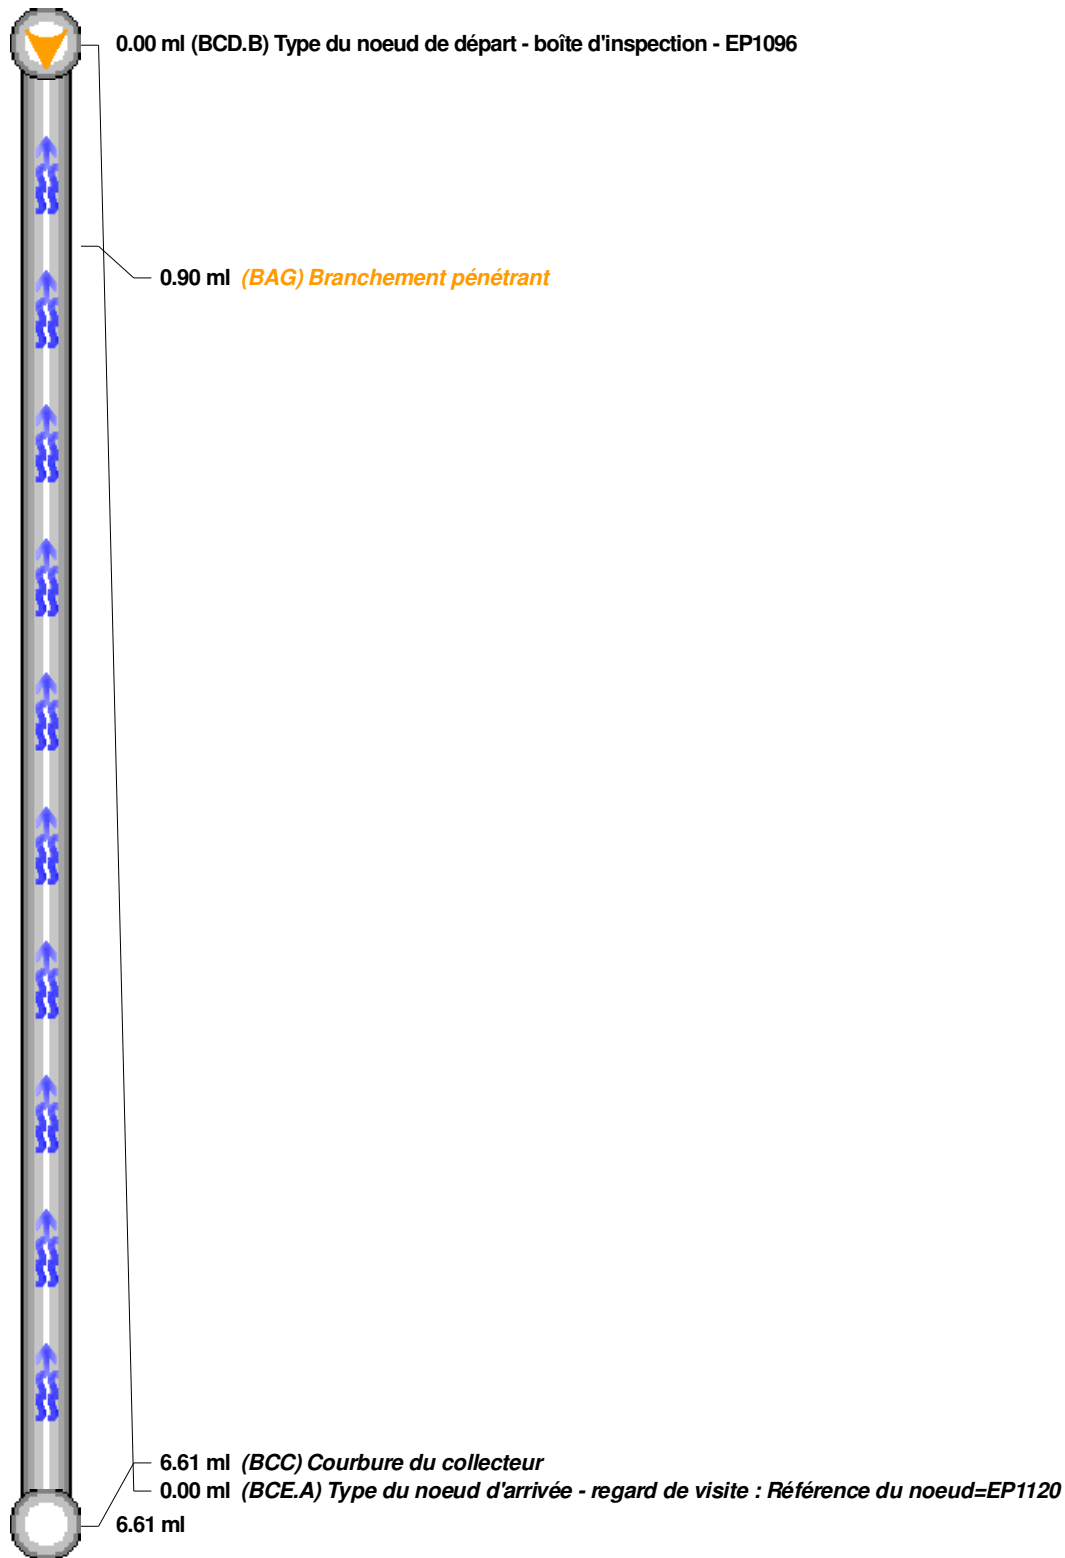 0.00 ml (BCD.B) Type du noeud de départ - boîte d'inspection - EP1096
0.90 ml (BAG) Branchement pénétrant
6.61 ml (BCC) Courbure du collecteur
0.00 ml (BCE.A) Type du noeud d'arrivée - regard de visite : Référence du noeud=EP1120
6.61 ml